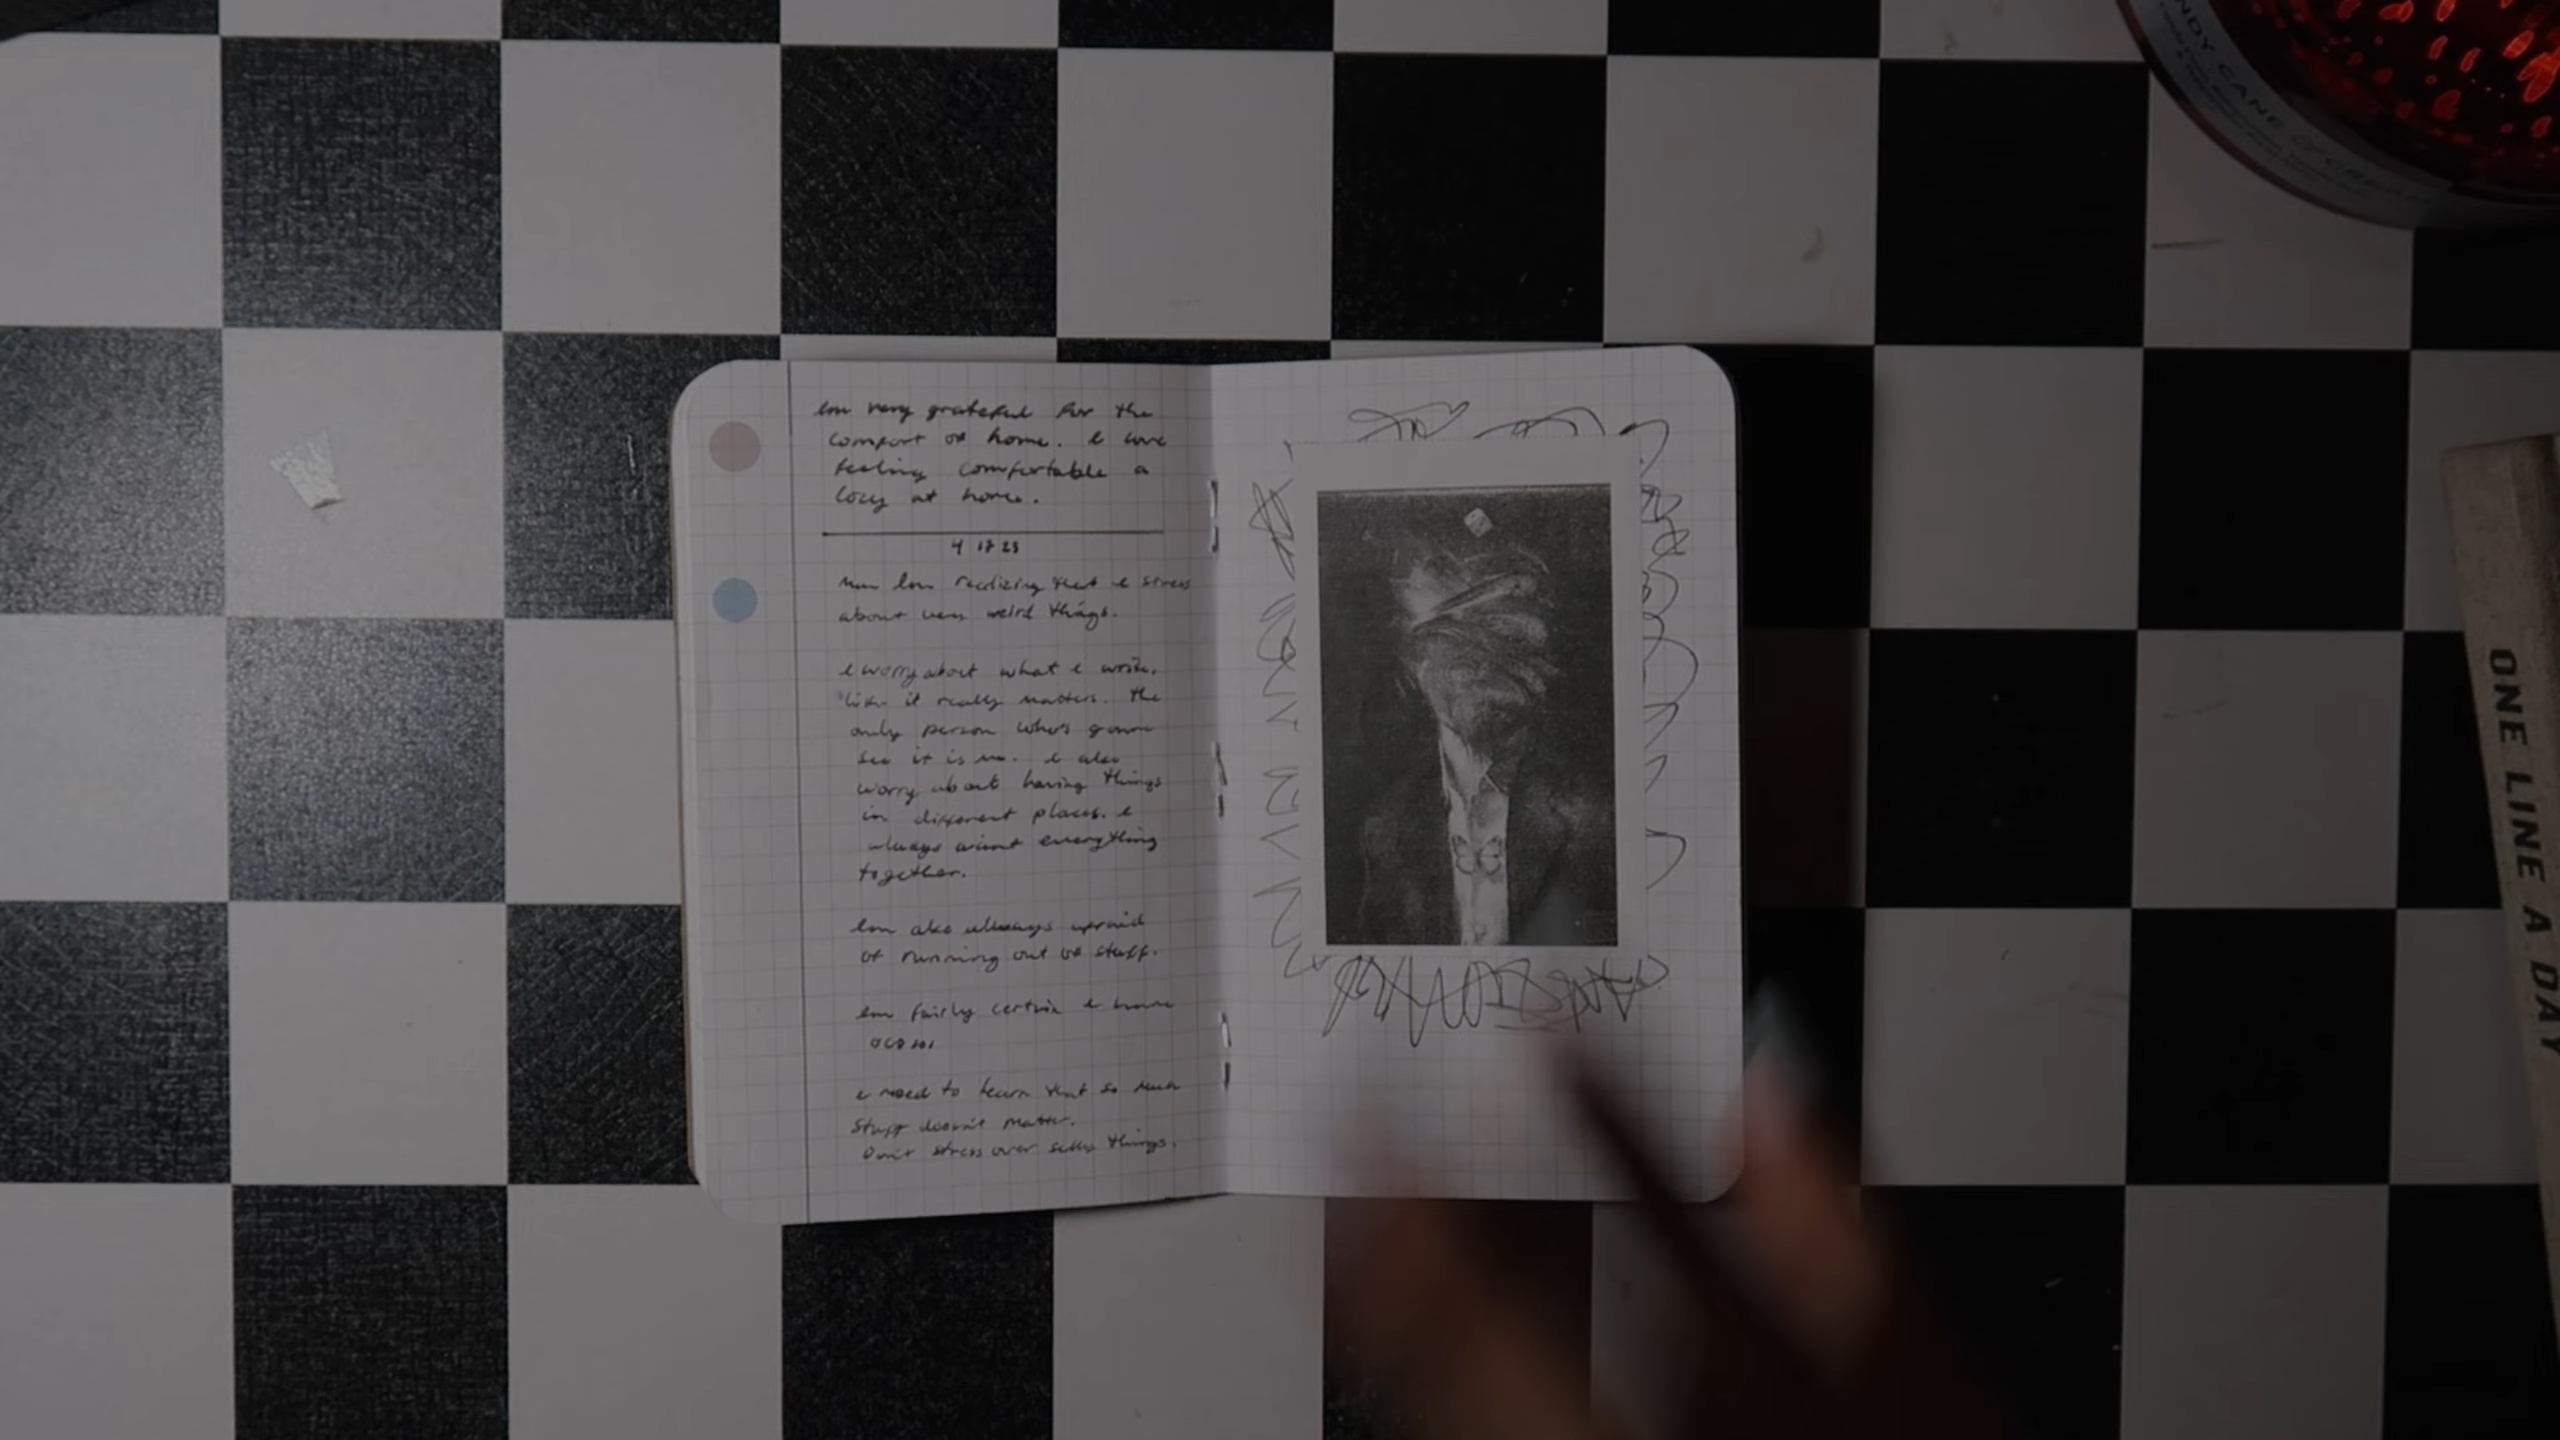 Im very grateful for the
comfort of home. I love
feeling comfortable a
cozy at home.
4 17 23
Man Im realizing that I stress
about very weird things.
I worry about what I write,
like it really matters. The
only person who's gonna
see it is me. I also
worry about having things
in different places. I
always want everything
together.
Im also always afraid
of running out of stuff.
Im fairly certain I have
OCD lol
I need to learn that so much
stuff doesn't matter.
Don't stress over silly things.
CANDY CANE
ONE LINE A DAY